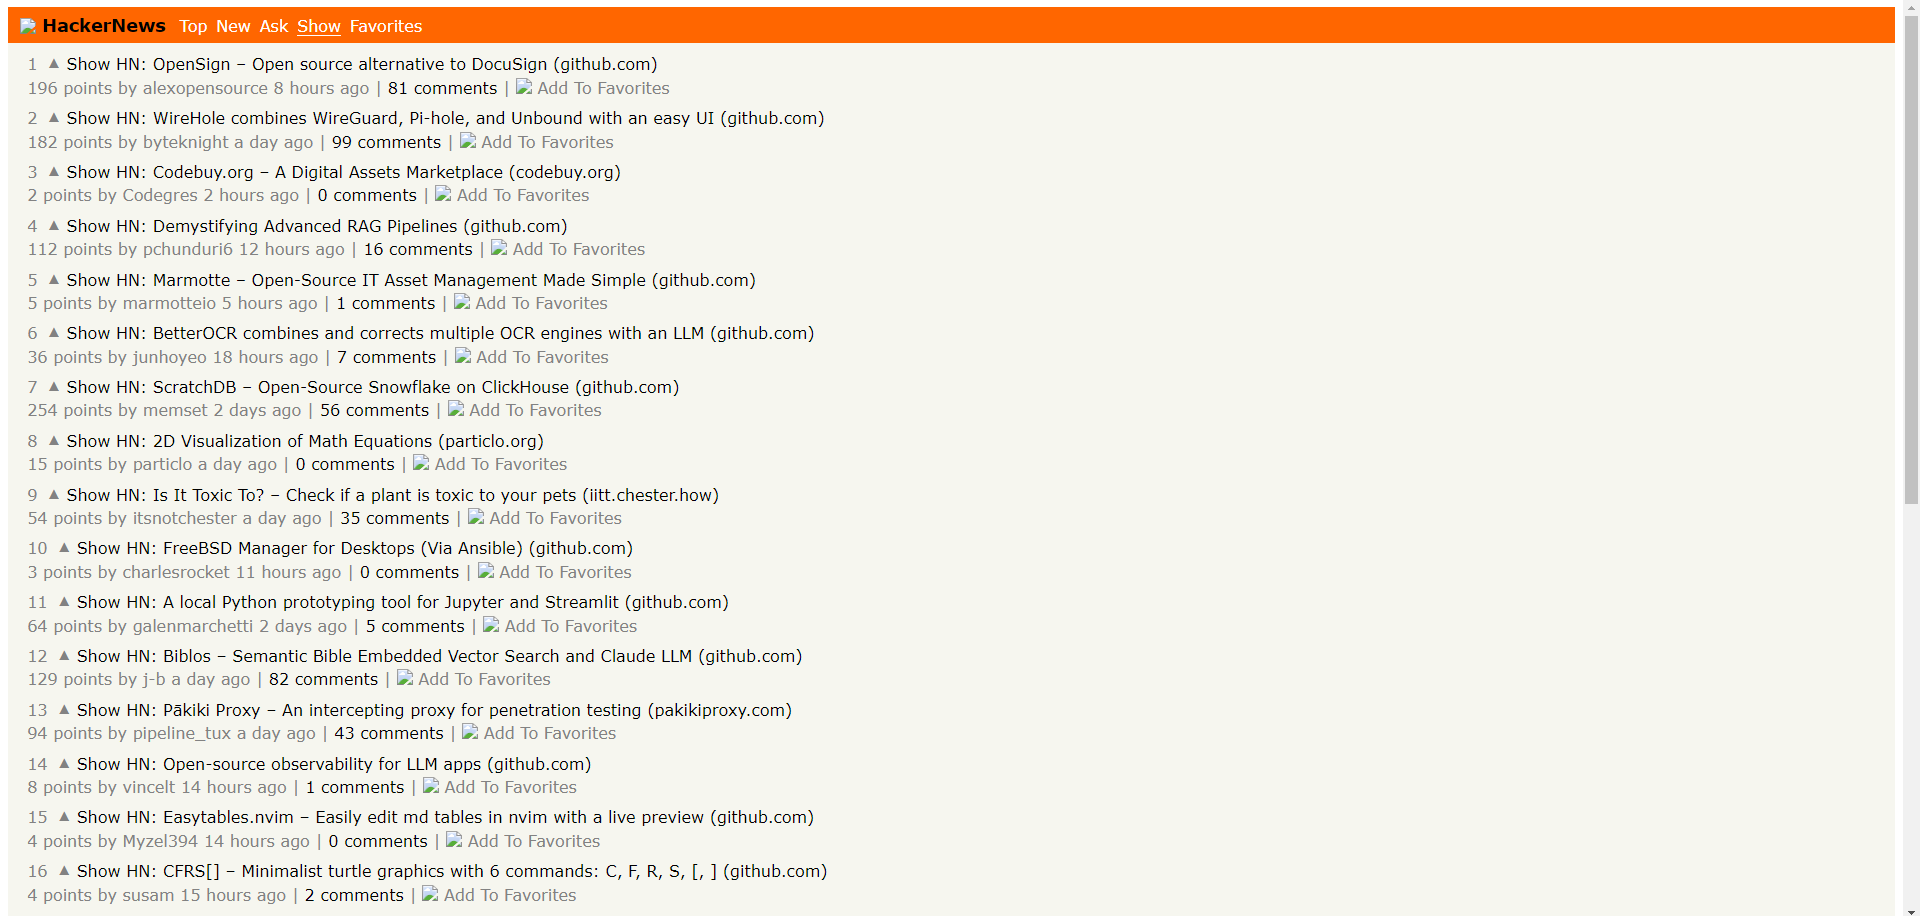 HackerNews Top New Ask Show Favorites
1 ▲ Show HN: OpenSign – Open source alternative to DocuSign (github.com)
196 points by alexopensource 8 hours ago | 81 comments | Add To Favorites
2 ▲ Show HN: WireHole combines WireGuard, Pi-hole, and Unbound with an easy UI (github.com)
182 points by byteknight a day ago | 99 comments | Add To Favorites
3 ▲ Show HN: Codebuy.org – A Digital Assets Marketplace (codebuy.org)
2 points by Codegres 2 hours ago | 0 comments | Add To Favorites
4 ▲ Show HN: Demystifying Advanced RAG Pipelines (github.com)
112 points by pchunduri6 12 hours ago | 16 comments | Add To Favorites
5 ▲ Show HN: Marmotte – Open-Source IT Asset Management Made Simple (github.com)
5 points by marmotteio 5 hours ago | 1 comments | Add To Favorites
6 ▲ Show HN: BetterOCR combines and corrects multiple OCR engines with an LLM (github.com)
36 points by junhoyeo 18 hours ago | 7 comments | Add To Favorites
7 ▲ Show HN: ScratchDB – Open-Source Snowflake on ClickHouse (github.com)
254 points by memset 2 days ago | 56 comments | Add To Favorites
8 ▲ Show HN: 2D Visualization of Math Equations (particlo.org)
15 points by particlo a day ago | 0 comments | Add To Favorites
9 ▲ Show HN: Is It Toxic To? – Check if a plant is toxic to your pets (iitt.chester.how)
54 points by itsnotchester a day ago | 35 comments | Add To Favorites
10 ▲ Show HN: FreeBSD Manager for Desktops (Via Ansible) (github.com)
3 points by charlesrocket 11 hours ago | 0 comments | Add To Favorites
11 ▲ Show HN: A local Python prototyping tool for Jupyter and Streamlit (github.com)
64 points by galenmarchetti 2 days ago | 5 comments | Add To Favorites
12 ▲ Show HN: Biblos – Semantic Bible Embedded Vector Search and Claude LLM (github.com)
129 points by j-b a day ago | 82 comments | Add To Favorites
13 ▲ Show HN: Pākiki Proxy – An intercepting proxy for penetration testing (pakikiproxy.com)
94 points by pipeline_tux a day ago | 43 comments | Add To Favorites
14 ▲ Show HN: Open-source observability for LLM apps (github.com)
8 points by vincelt 14 hours ago | 1 comments | Add To Favorites
15 ▲ Show HN: Easytables.nvim – Easily edit md tables in nvim with a live preview (github.com)
4 points by Myzel394 14 hours ago | 0 comments | Add To Favorites
16 ▲ Show HN: CFRS[] – Minimalist turtle graphics with 6 commands: C, F, R, S, [, ] (github.com)
4 points by susam 15 hours ago | 2 comments | Add To Favorites